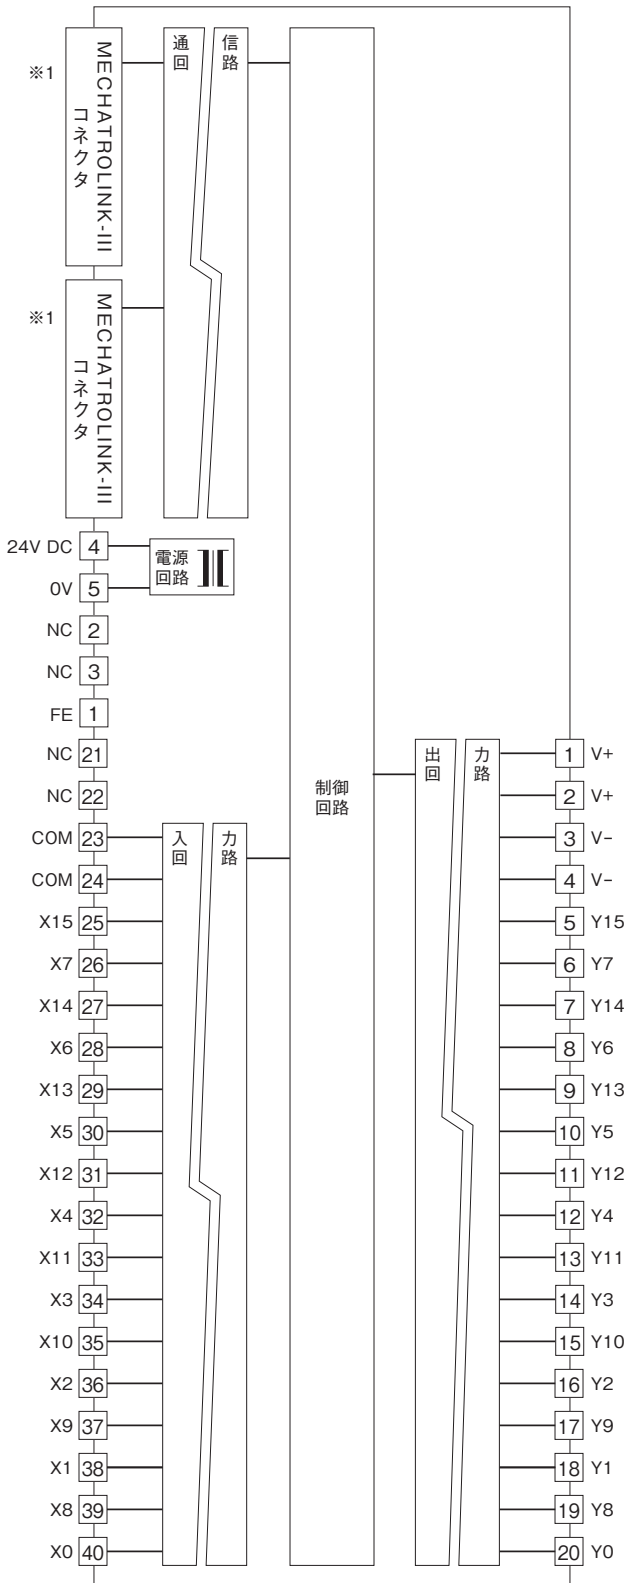 ※1
MECHATROLINK-III
コネクタ
通信
回路
※1
MECHATROLINK-III
コネクタ
24V DC 4
0V 5
電源
回路
NC 2
NC 3
FE 1
NC 21
NC 22
COM 23
COM 24
X15 25
X7 26
X14 27
X6 28
X13 29
X5 30
X12 31
X4 32
X11 33
X3 34
X10 35
X2 36
X9 37
X1 38
X8 39
X0 40
入力
回路
制御
回路
出力
回路
1 V+
2 V+
3 V−
4 V−
5 Y15
6 Y7
7 Y14
8 Y6
9 Y13
10 Y5
11 Y12
12 Y4
13 Y11
14 Y3
15 Y10
16 Y2
17 Y9
18 Y1
19 Y8
20 Y0